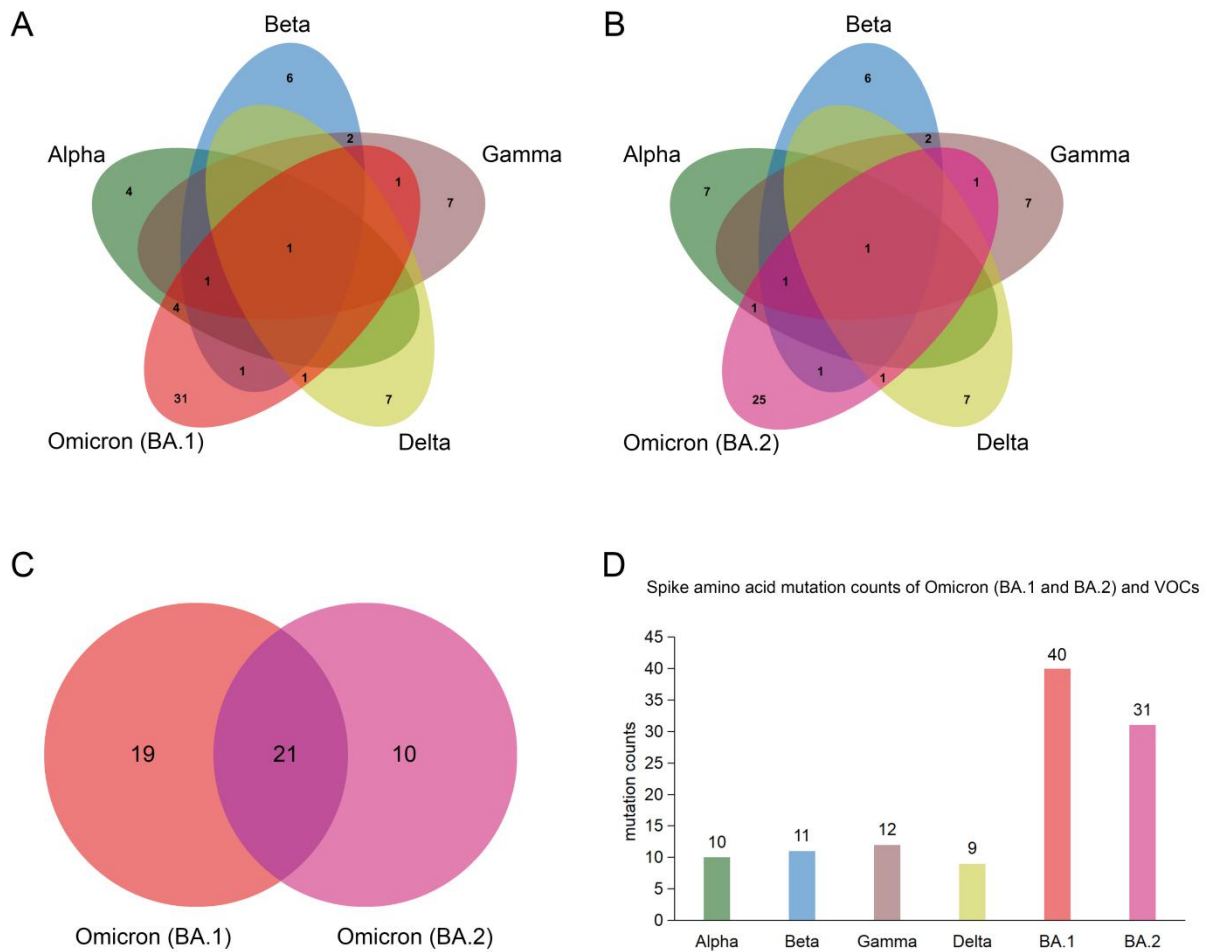 A
Beta
6
2
Alpha
Gamma
4
1
7
1
1
4
1
1
31
7
Omicron (BA.1)
Delta
B
Beta
6
2
Alpha
Gamma
7
1
7
1
1
1
1
1
25
7
Omicron (BA.2)
Delta
C
19
21
10
Omicron (BA.1)
Omicron (BA.2)
D
Spike amino acid mutation counts of Omicron (BA.1 and BA.2) and VOCs
mutation counts
45
40
35
30
25
20
15
10
5
0
10
11
12
9
40
31
Alpha
Beta
Gamma
Delta
BA.1
BA.2